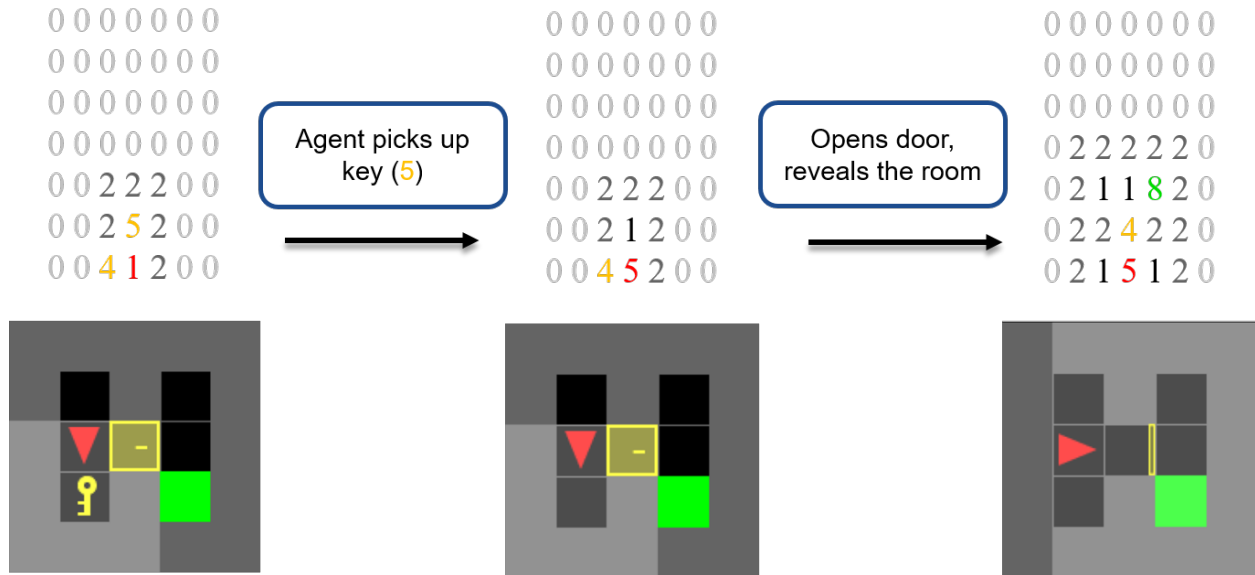 0 0 0 0 0 0 0
0 0 0 0 0 0 0
0 0 0 0 0 0 0
0 0 0 0 0 0 0
0 0 2 2 2 0 0
0 0 2 5 2 0 0
0 0 4 1 2 0 0
Agent picks up
key (5)
0 0 0 0 0 0 0
0 0 0 0 0 0 0
0 0 0 0 0 0 0
0 0 0 0 0 0 0
0 0 2 2 2 0 0
0 0 2 1 2 0 0
0 0 4 5 2 0 0
Opens door,
reveals the room
0 0 0 0 0 0 0
0 0 0 0 0 0 0
0 0 0 0 0 0 0
0 2 2 2 2 2 0
0 2 1 1 8 2 0
0 2 2 4 2 2 0
0 2 1 5 1 2 0